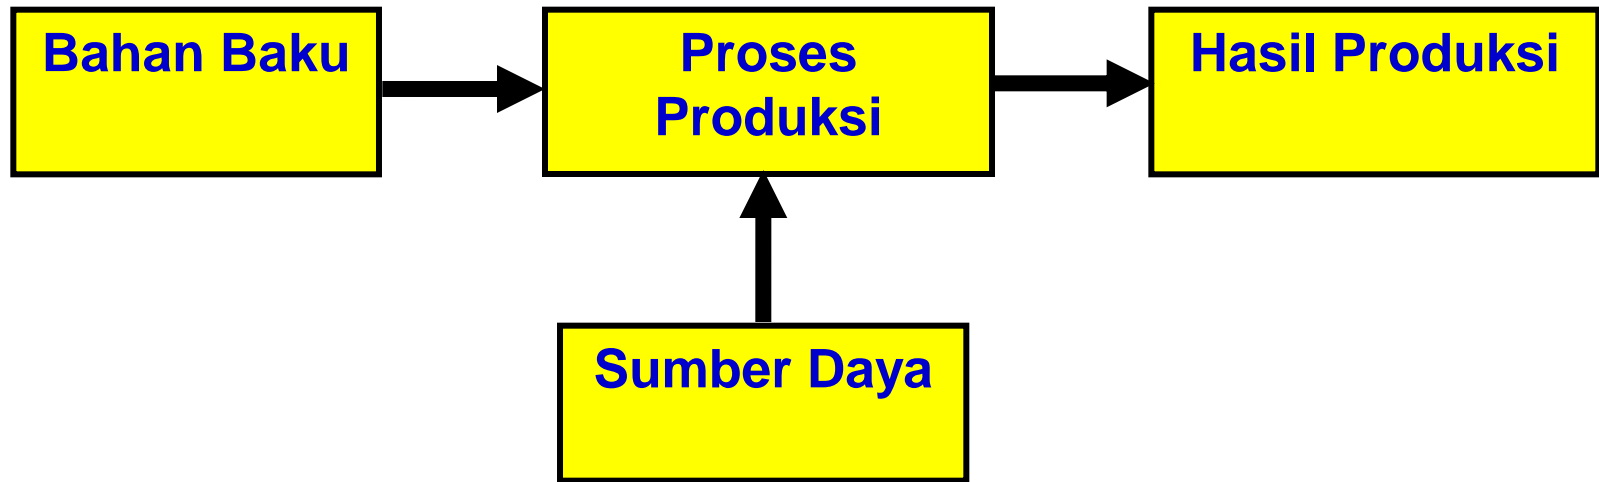 Bahan Baku
Proses
Produksi
Hasil Produksi
Sumber Daya